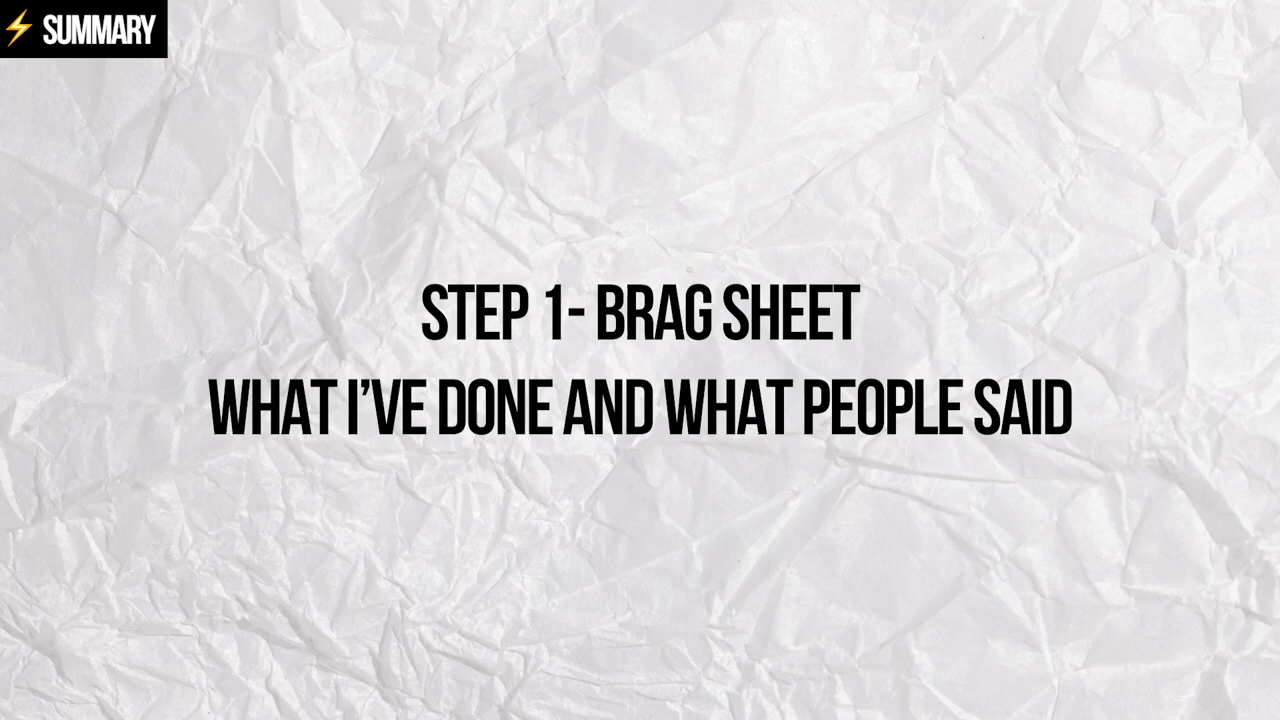 ⚡ SUMMARY
STEP 1- BRAG SHEET
WHAT I’VE DONE AND WHAT PEOPLE SAID